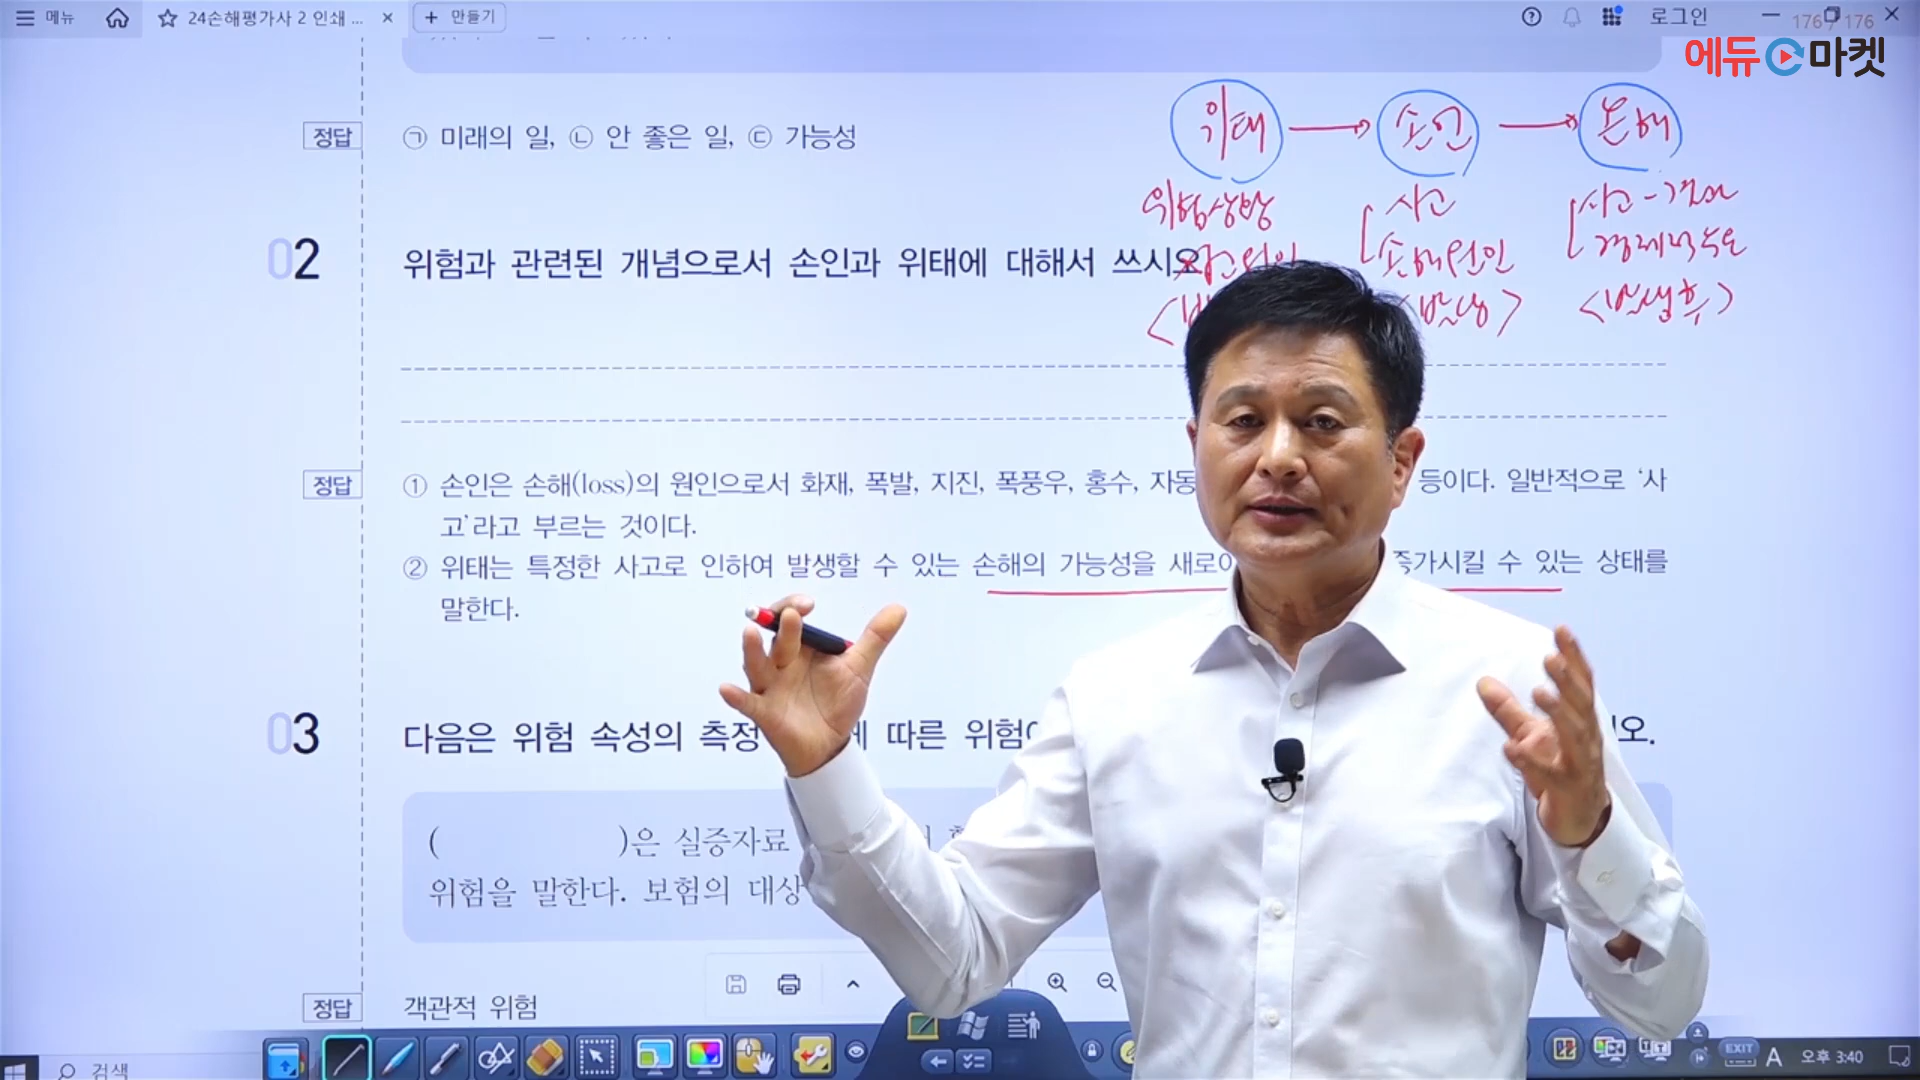 메뉴
24손해평가사 2 인쇄 ...
만들기
로그인
176 / 176
에듀 마켓
정답
㉠ 미래의 일, ㉡ 안 좋은 일, ㉢ 가능성
위태 → 손인 → 손해
위험상황
사고
사고-결과
손해원인
<발생>
<발생후>
02 위험과 관련된 개념으로서 손인과 위태에 대해서 쓰시오
정답
① 손인은 손해(loss)의 원인으로서 화재, 폭발, 지진, 폭풍우, 홍수, 자동 등이다. 일반적으로 ‘사
고’라고 부르는 것이다.
② 위태는 특정한 사고로 인하여 발생할 수 있는 손해의 가능성을 새로이 증가시킬 수 있는 상태를
말한다.
03 다음은 위험 속성의 측정 에 따른 위험이 오.
( )은 실증자료
위험을 말한다. 보험의 대상
정답
객관적 위험
검색
EXIT
A
오후 3:40